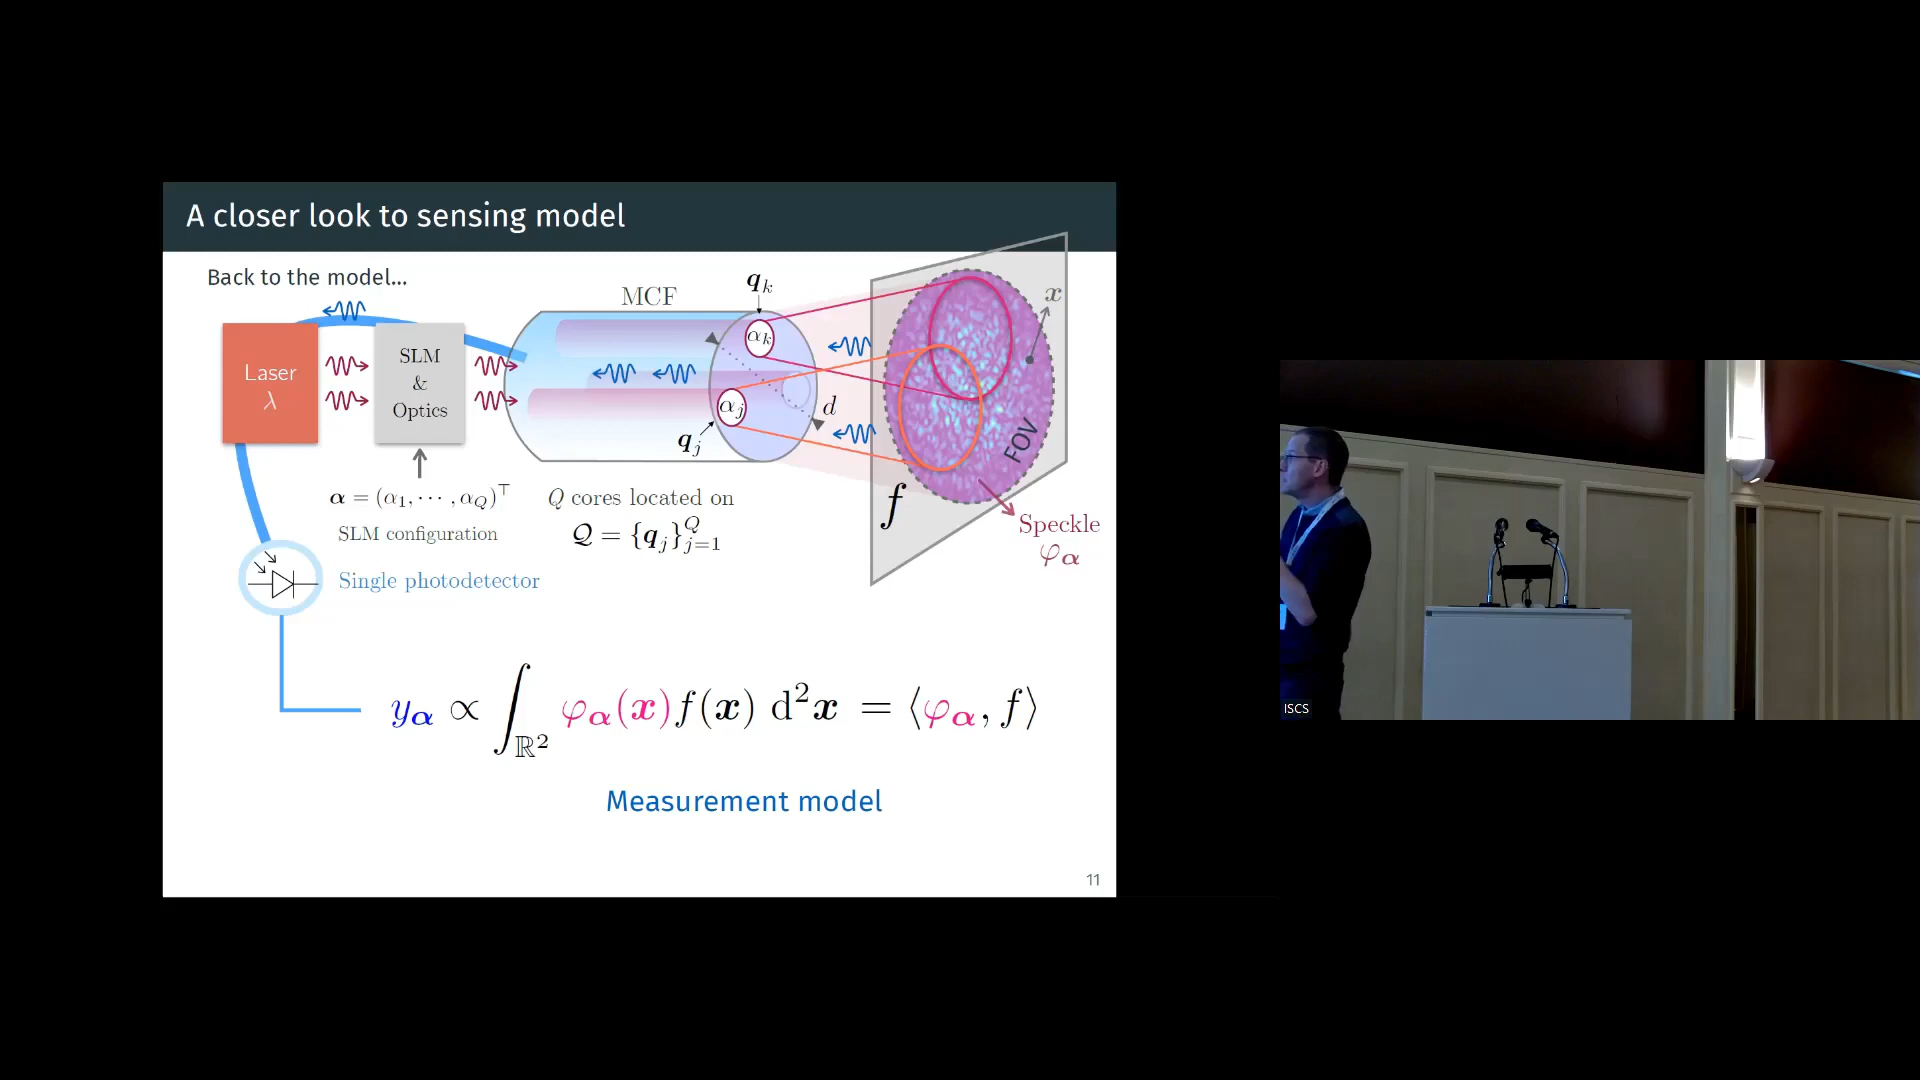 A closer look to sensing model
Back to the model...
Laser
λ
SLM
&
Optics
MCF
q_k
α_k
α_j
q_j
d
x
FOV
f
Speckle
φ_α
α = (α_1, ⋯ , α_Q)^⊤
SLM configuration
Q cores located on
𝒬 = {q_j}_{j=1}^Q
Single photodetector
y_α ∝ ∫_{ℝ²} φ_α(x) f(x) d²x = ⟨φ_α, f⟩
Measurement model
11
ISCS